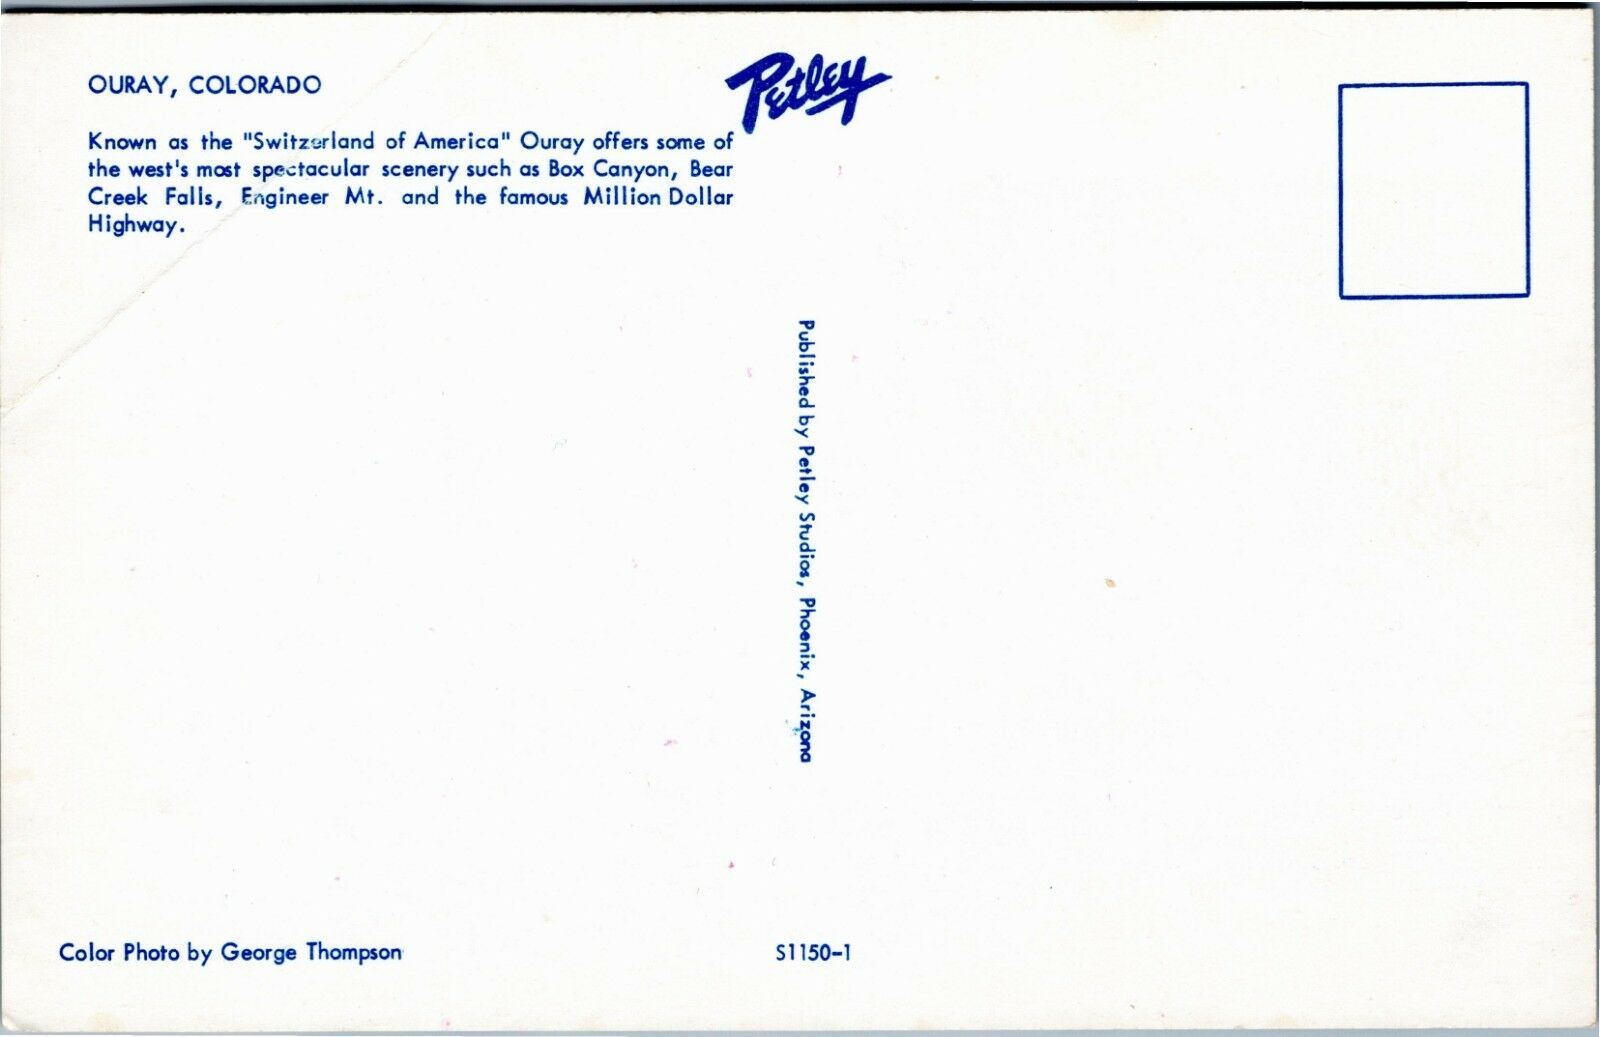 OURAY, COLORADO
Known as the "Switzerland of America" Ouray offers some of
the west's most spectacular scenery such as Box Canyon, Bear
Creek Falls, Engineer Mt. and the famous Million Dollar
Highway.
Petley
Published by Petley Studios, Phoenix, Arizona
Color Photo by George Thompson
S1150-1